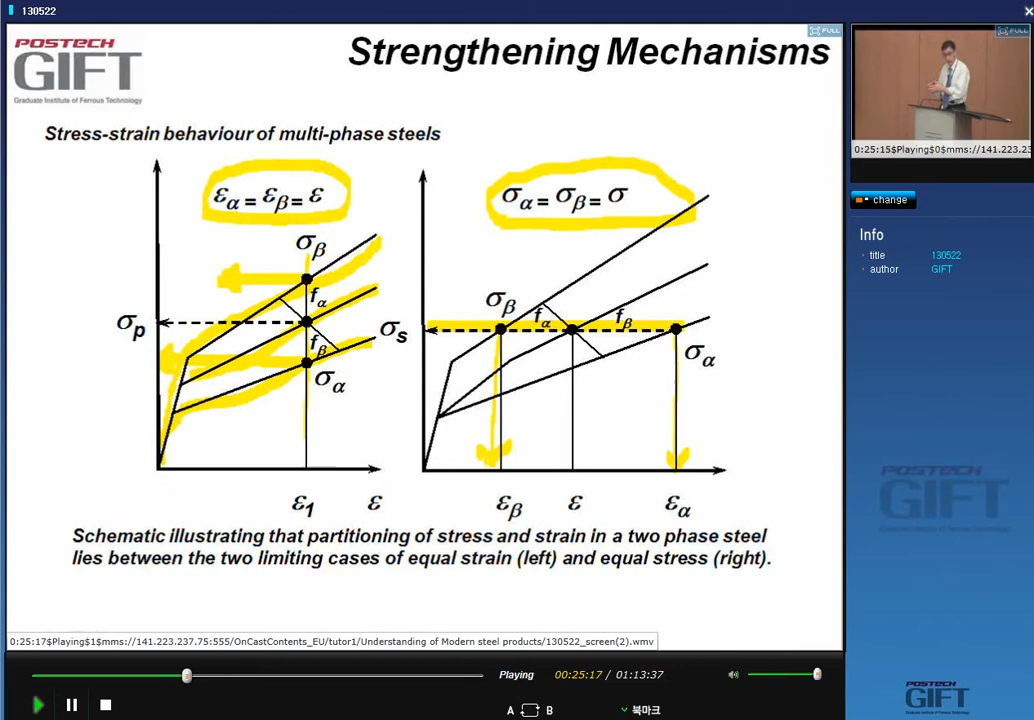 130522
POSTECH
GIFT
Graduate Institute of Ferrous Technology
Strengthening Mechanisms
FULL
FULL
Stress-strain behaviour of multi-phase steels
εα = εβ = ε
σα = σβ = σ
σβ
fα
σp
fβ
σα
σs
σβ
fα
fβ
σα
ε1
ε
εβ
ε
εα
Schematic illustrating that partitioning of stress and strain in a two phase steel
lies between the two limiting cases of equal strain (left) and equal stress (right).
0:25:15$Playing$0$mms://141.223.23
change
Info
title 130522
author GIFT
POSTECH
GIFT
0:25:17$Playing$1$mms://141.223.237.75:555/OnCastContents_EU/tutor1/Understanding of Modern steel products/130522_screen(2).wmv
Playing 00:25:17 / 01:13:37
A B
북마크
POSTECH
GIFT